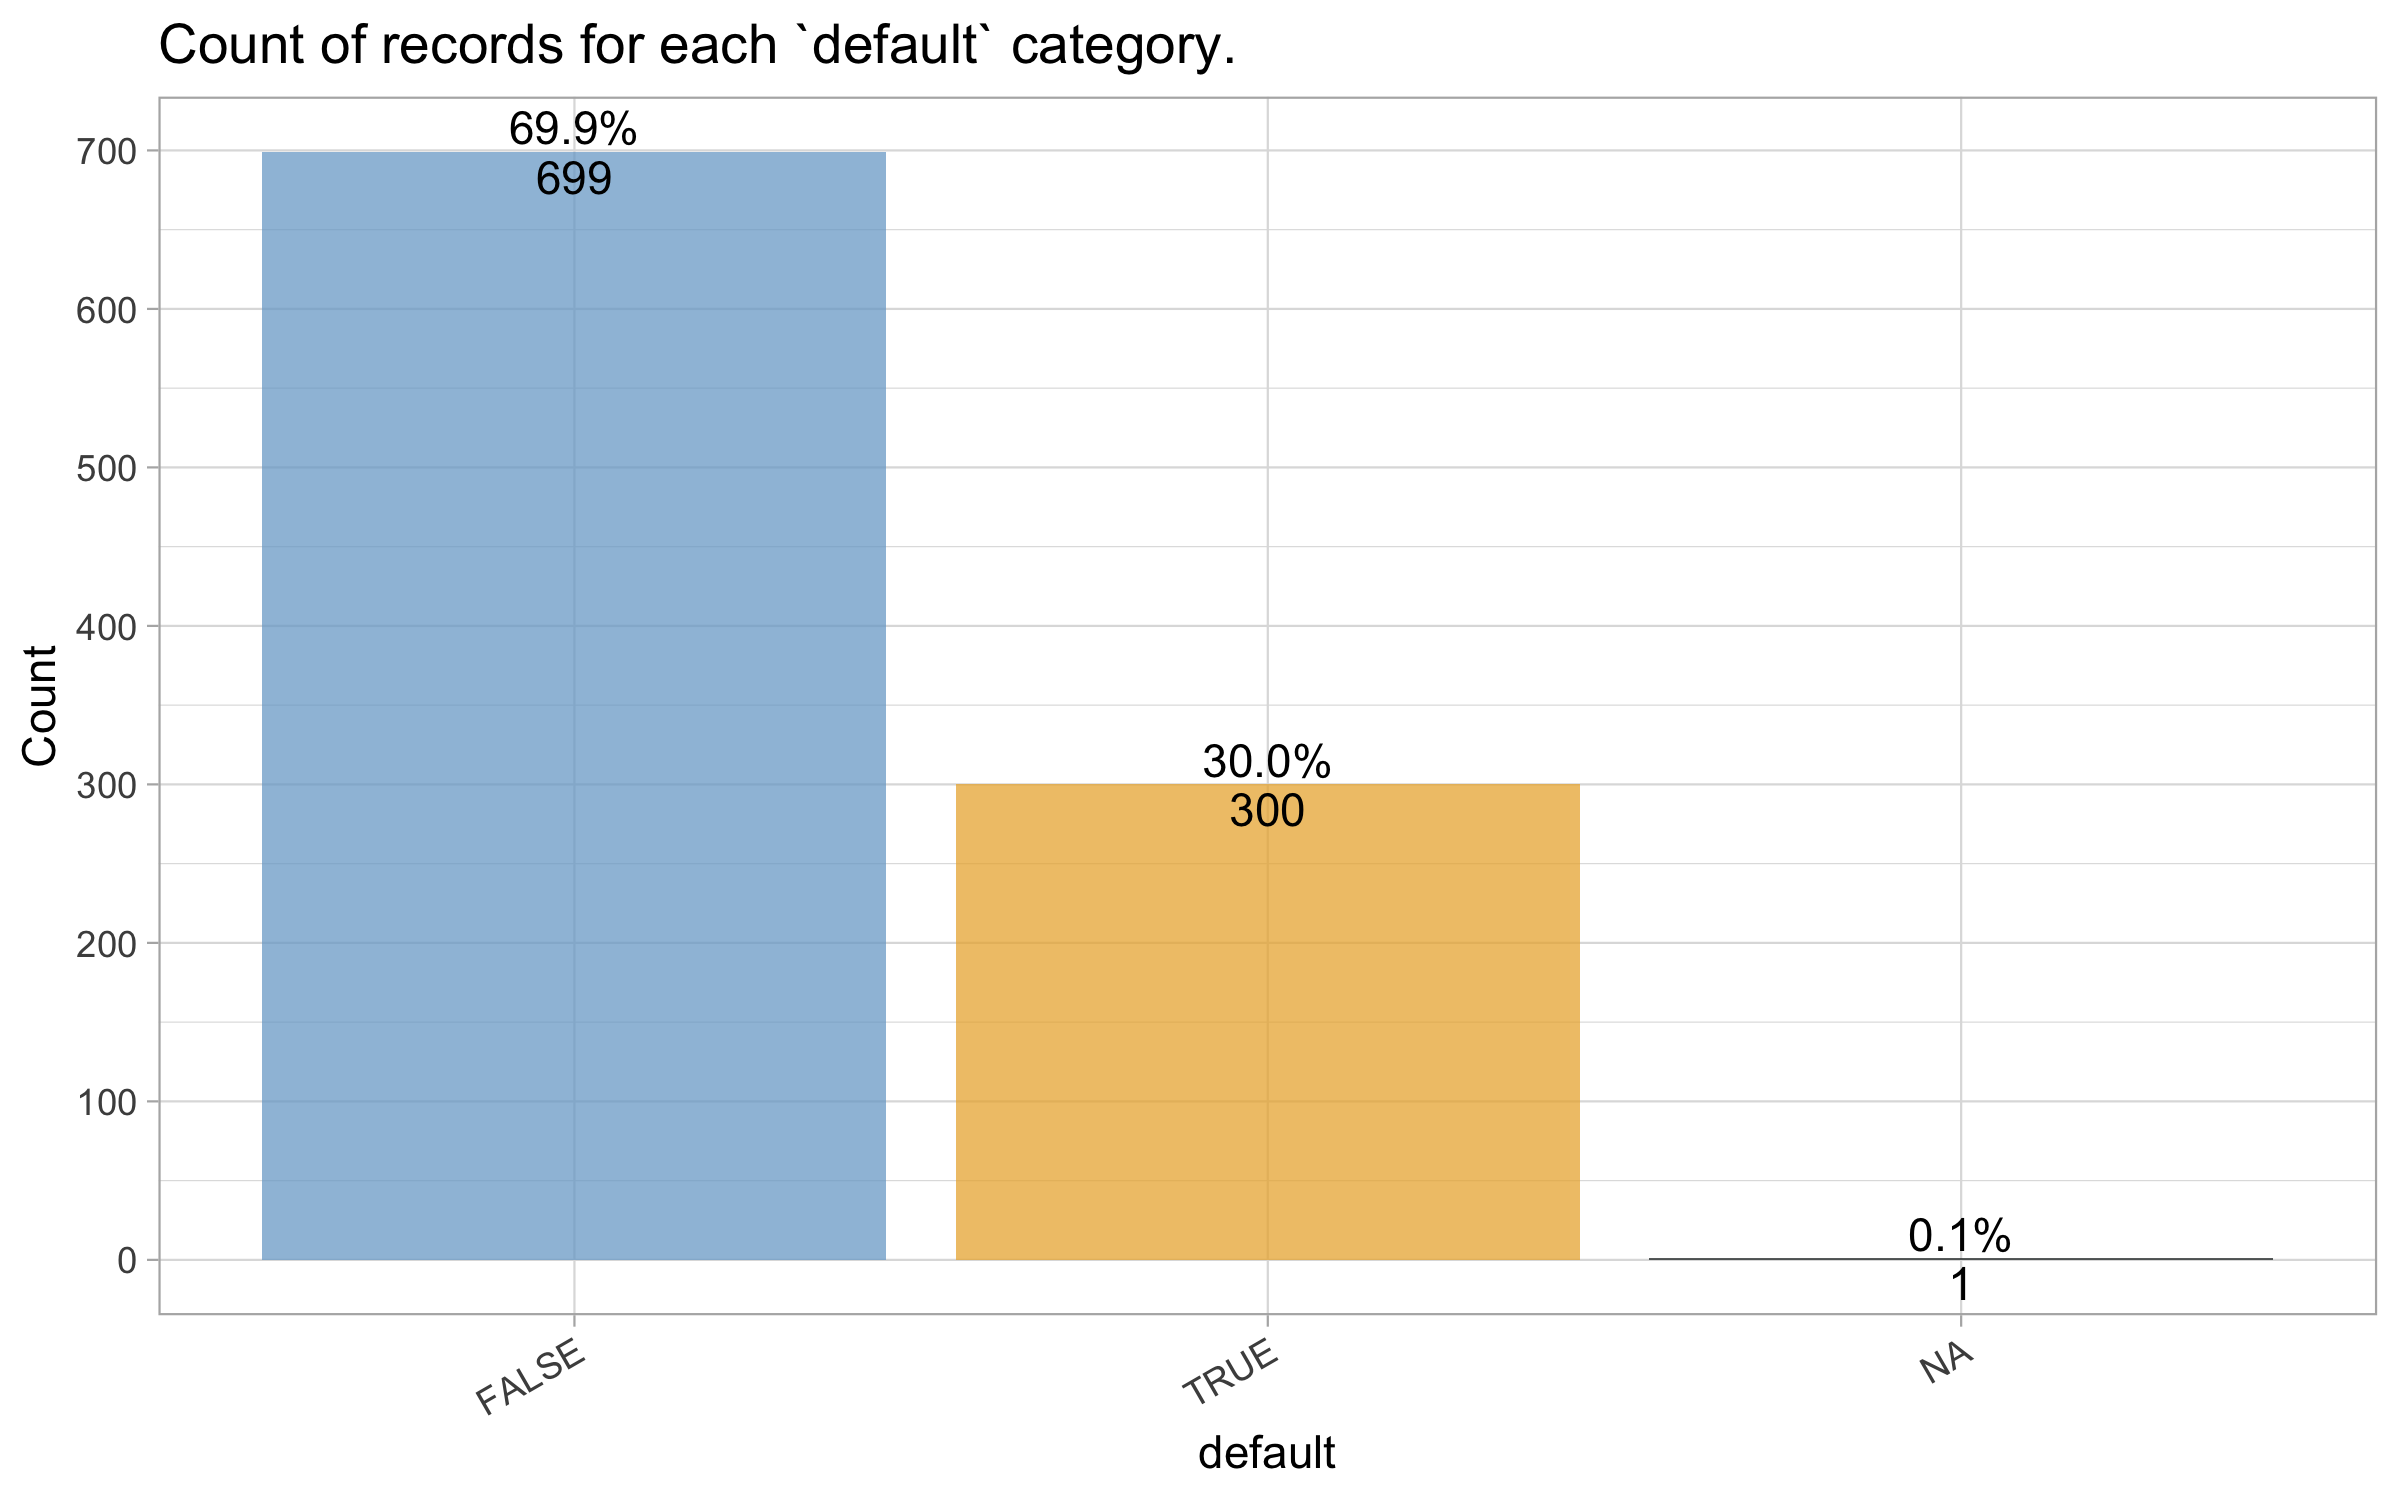 Count of records for each `default` category.
69.9%
700
699
600
500
400
Count
30.0%
300
300
200
100
0.1%
0
1
FALSE
TRUE
NA
default